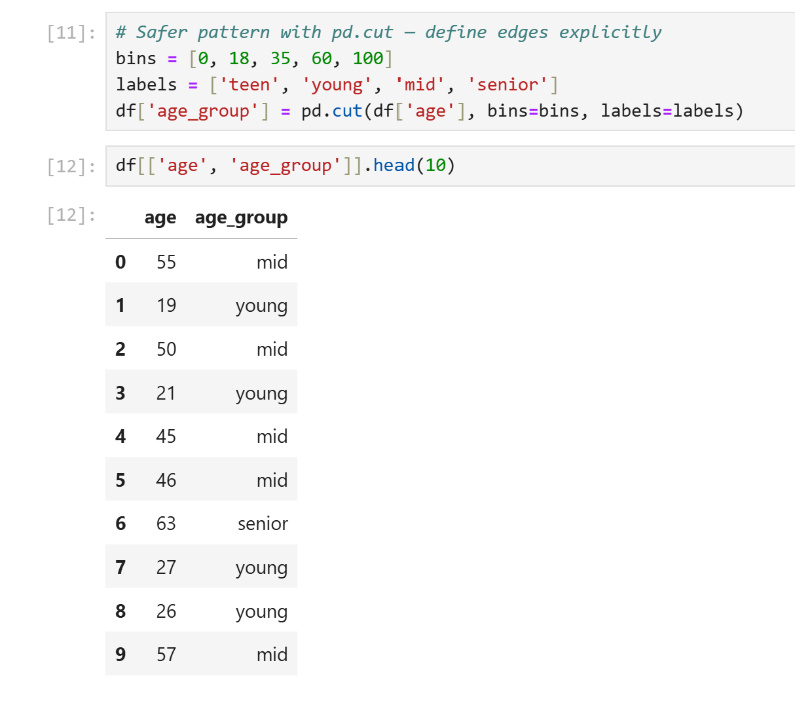 [11]: # Safer pattern with pd.cut — define edges explicitly
bins = [0, 18, 35, 60, 100]
labels = ['teen', 'young', 'mid', 'senior']
df['age_group'] = pd.cut(df['age'], bins=bins, labels=labels)
[12]: df[['age', 'age_group']].head(10)
[12]: age age_group
0 55 mid
1 19 young
2 50 mid
3 21 young
4 45 mid
5 46 mid
6 63 senior
7 27 young
8 26 young
9 57 mid